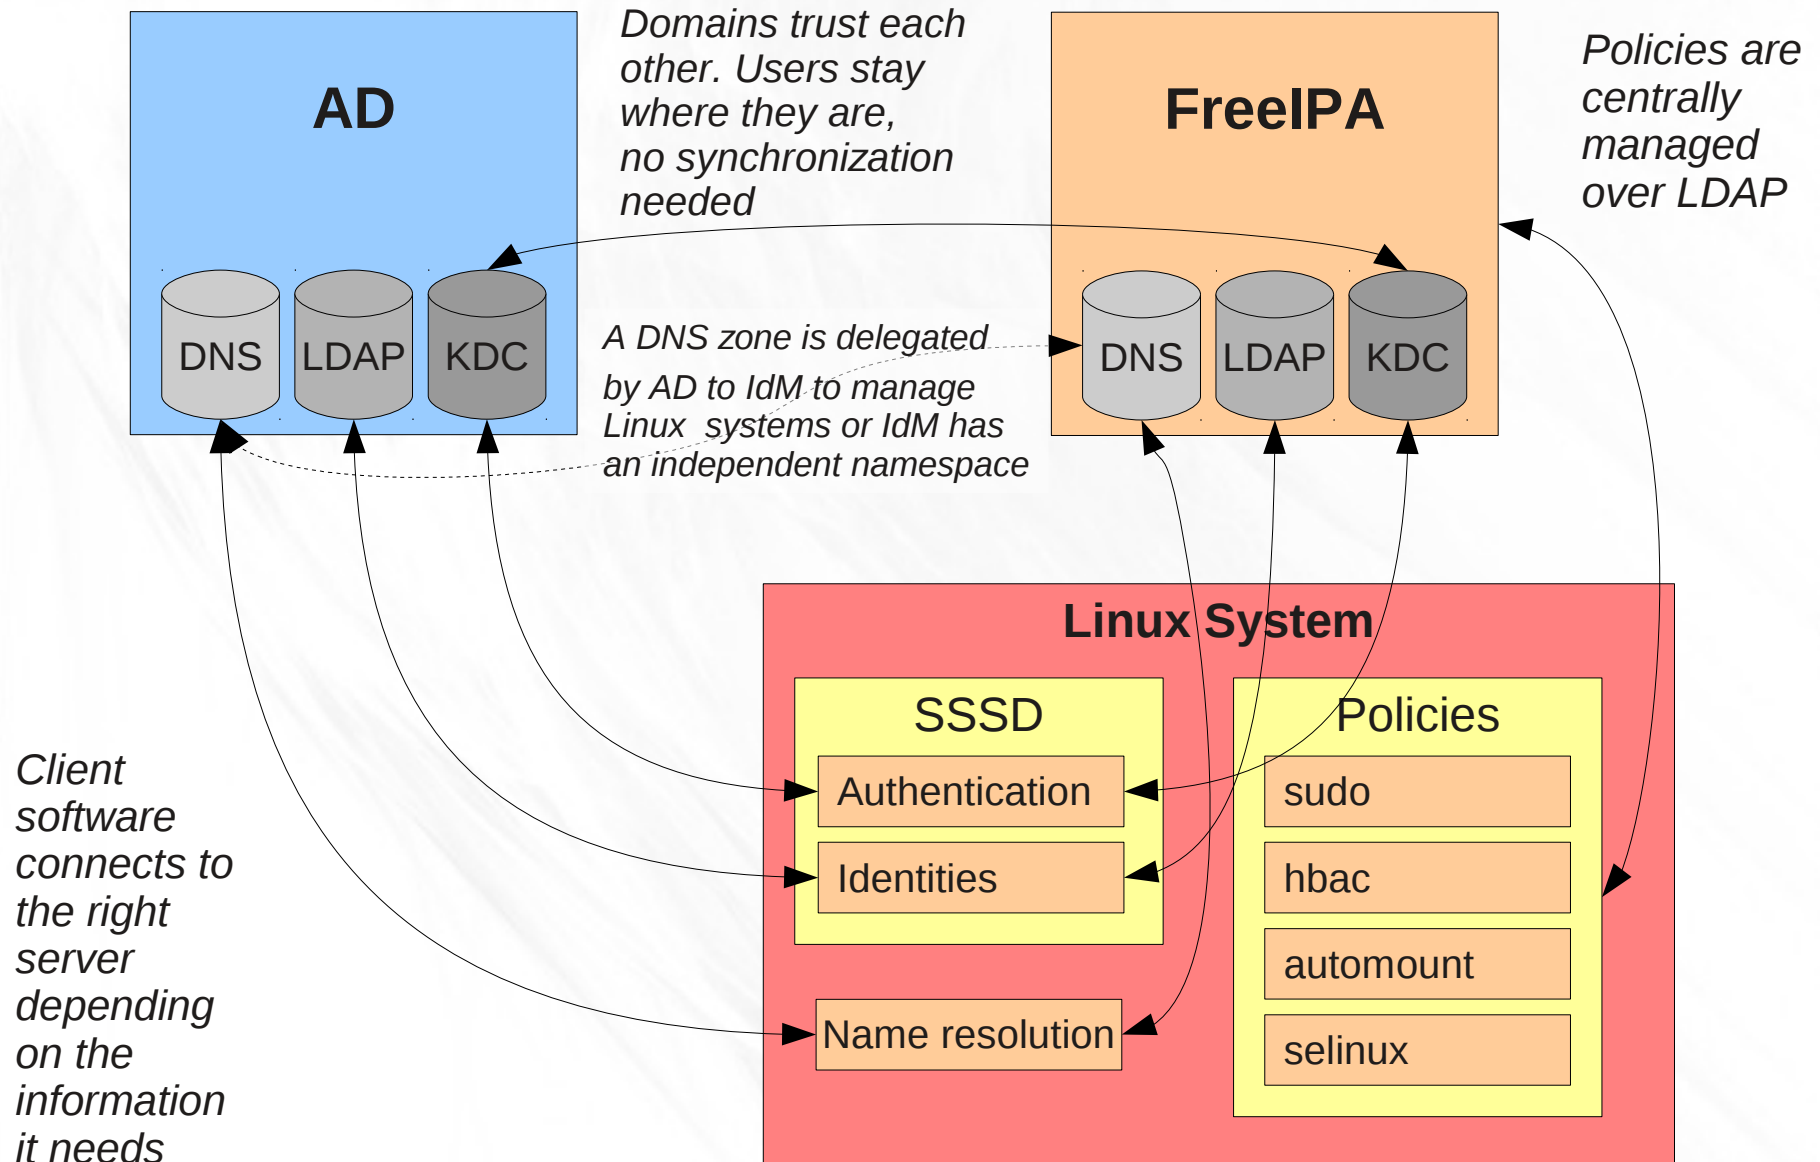 AD
Domains trust each
other. Users stay
where they are,
no synchronization
needed
FreeIPA
Policies are
centrally
managed
over LDAP
DNS
LDAP
KDC
A DNS zone is delegated
by AD to IdM to manage
Linux systems or IdM has
an independent namespace
DNS
LDAP
KDC
Linux System
SSSD
Authentication
Identities
Name resolution
Policies
sudo
hbac
automount
selinux
Client
software
connects to
the right
server
depending
on the
information
it needs